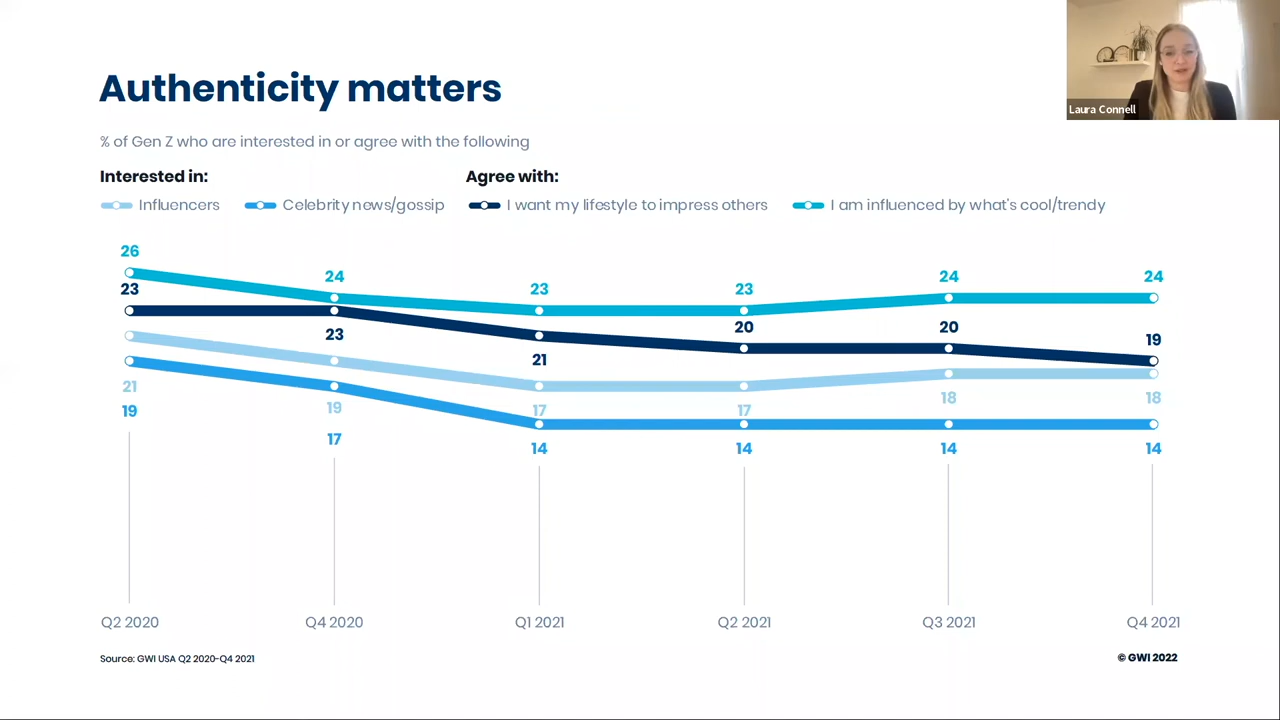 Laura Connell
Authenticity matters
% of Gen Z who are interested in or agree with the following
Interested in: Agree with:
Influencers Celebrity news/gossip I want my lifestyle to impress others I am influenced by what's cool/trendy
26
24 23 23 24 24
23
20 20 19
23 21
21 19 17 17 18 18
19 17 14 14 14 14
Q2 2020 Q4 2020 Q1 2021 Q2 2021 Q3 2021 Q4 2021
Source: GWI USA Q2 2020-Q4 2021 © GWI 2022